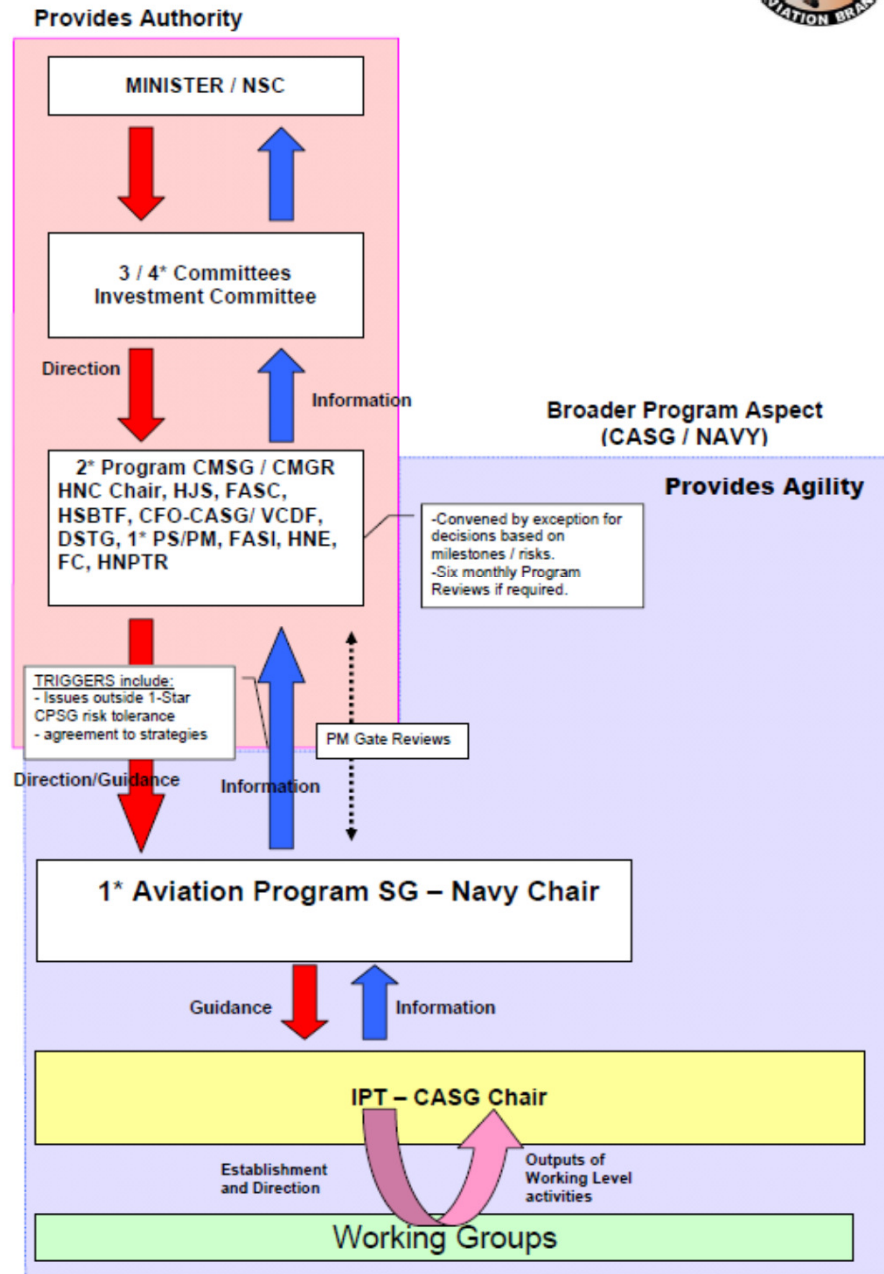 Provides Authority
VIATION BRAN
MINISTER / NSC
3 / 4* Committees
Investment Committee
Direction
Information
Broader Program Aspect
(CASG / NAVY)
2* Program CMSG / CMGR
HNC Chair, HJS, FASC,
HSBTF, CFO-CASG/ VCDF,
DSTG, 1* PS/PM, FASI, HNE,
FC, HNPTR
Provides Agility
-Convened by exception for
decisions based on
milestones / risks.
-Six monthly Program
Reviews if required.
TRIGGERS include:
- Issues outside 1-Star
CPSG risk tolerance
- agreement to strategies
PM Gate Reviews
Direction/Guidance
Information
1* Aviation Program SG – Navy Chair
Guidance
Information
IPT – CASG Chair
Establishment
and Direction
Outputs of
Working Level
activities
Working Groups